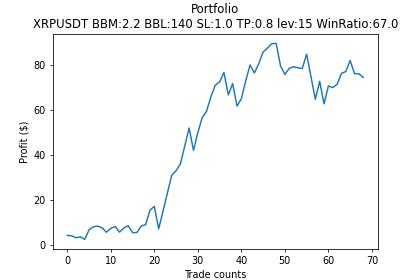 Portfolio
XRPUSDT BBM:2.2 BBL:140 SL:1.0 TP:0.8 lev:15 WinRatio:67.0
80
60
40
20
0
Profit ($)
0 10 20 30 40 50 60 70
Trade counts